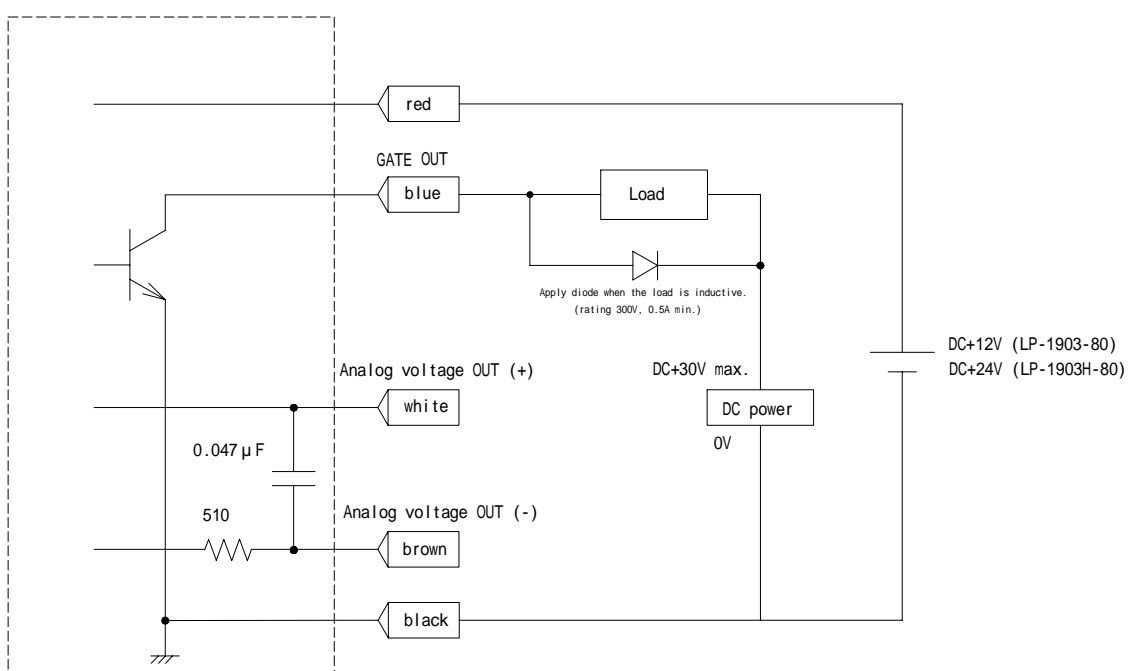 red
GATE OUT
blue
Load
Apply diode when the load is inductive.
(rating 300V, 0.5A min.)
DC+12V (LP-1903-80)
DC+24V (LP-1903H-80)
Analog voltage OUT (+)
DC+30V max.
white
DC power
0V
0.047μF
510
Analog voltage OUT (-)
brown
black